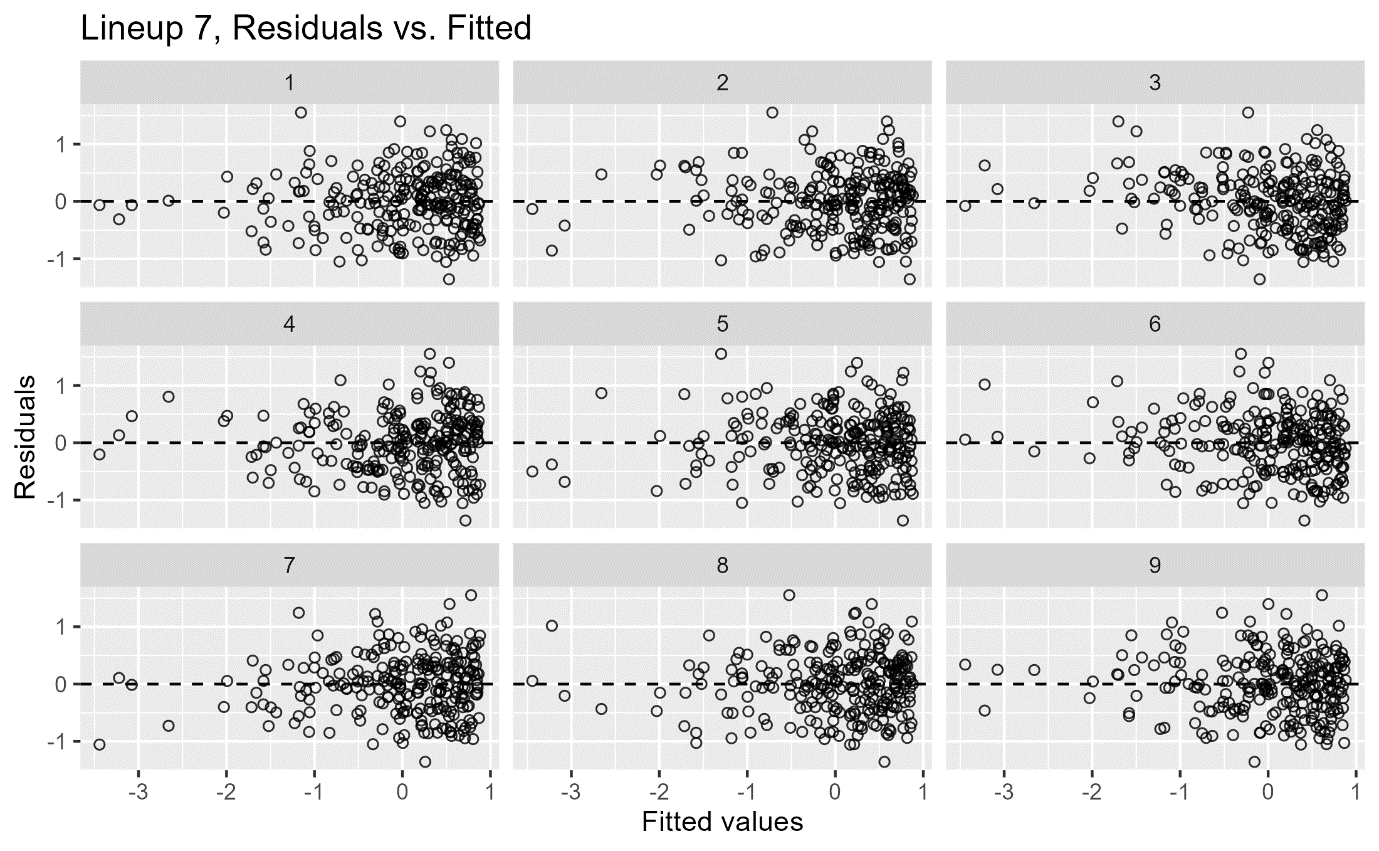 Lineup 7, Residuals vs. Fitted
1 2 3
1
0
-1
4 5 6
1
0
-1
7 8 9
1
0
-1
Residuals
-3 -2 -1 0 1 -3 -2 -1 0 1 -3 -2 -1 0 1
Fitted values